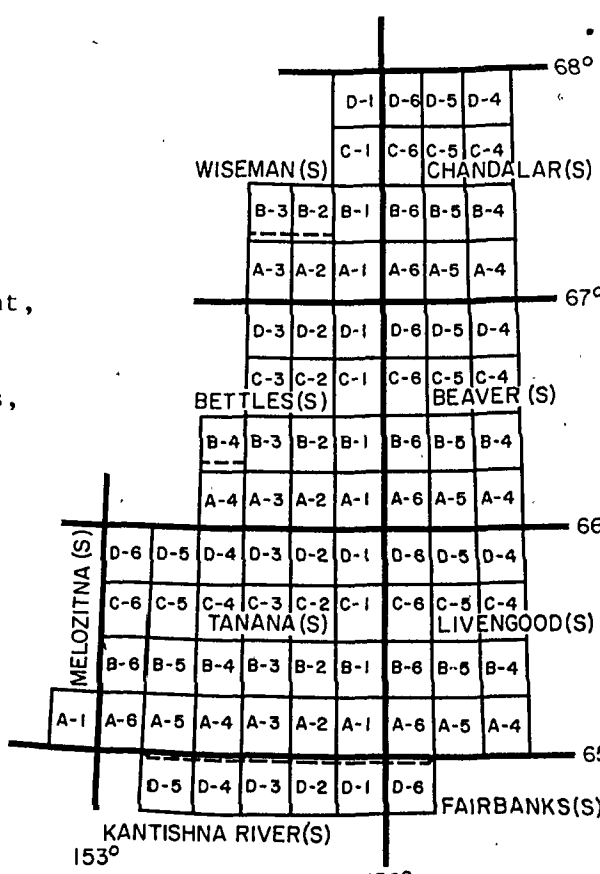 68°
D-1 D-6 D-5 D-4
C-1 C-6 C-5 C-4
WISEMAN (S) CHANDALAR(S)
B-3 B-2 B-1 B-6 B-5 B-4
A-3 A-2 A-1 A-6 A-5 A-4
67°
D-3 D-2 D-1 D-6 D-5 D-4
C-3 C-2 C-1 C-6 C-5 C-4
BETTLES(S) BEAVER (S)
B-4 B-3 B-2 B-1 B-6 B-5 B-4
A-4 A-3 A-2 A-1 A-6 A-5 A-4
66
MELOZITNA (S)
D-6 D-5 D-4 D-3 D-2 D-1 D-6 D-5 D-4
C-6 C-5 C-4 C-3 C-2 C-1 C-6 C-5 C-4
TANANA (S) LIVENGOOD(S)
B-6 B-5 B-4 B-3 B-2 B-1 B-6 B-5 B-4
A-1 A-6 A-5 A-4 A-3 A-2 A-1 A-6 A-5 A-4
65
D-5 D-4 D-3 D-2 D-1 D-6
FAIRBANKS(S)
KANTISHNA RIVER(S)
153°